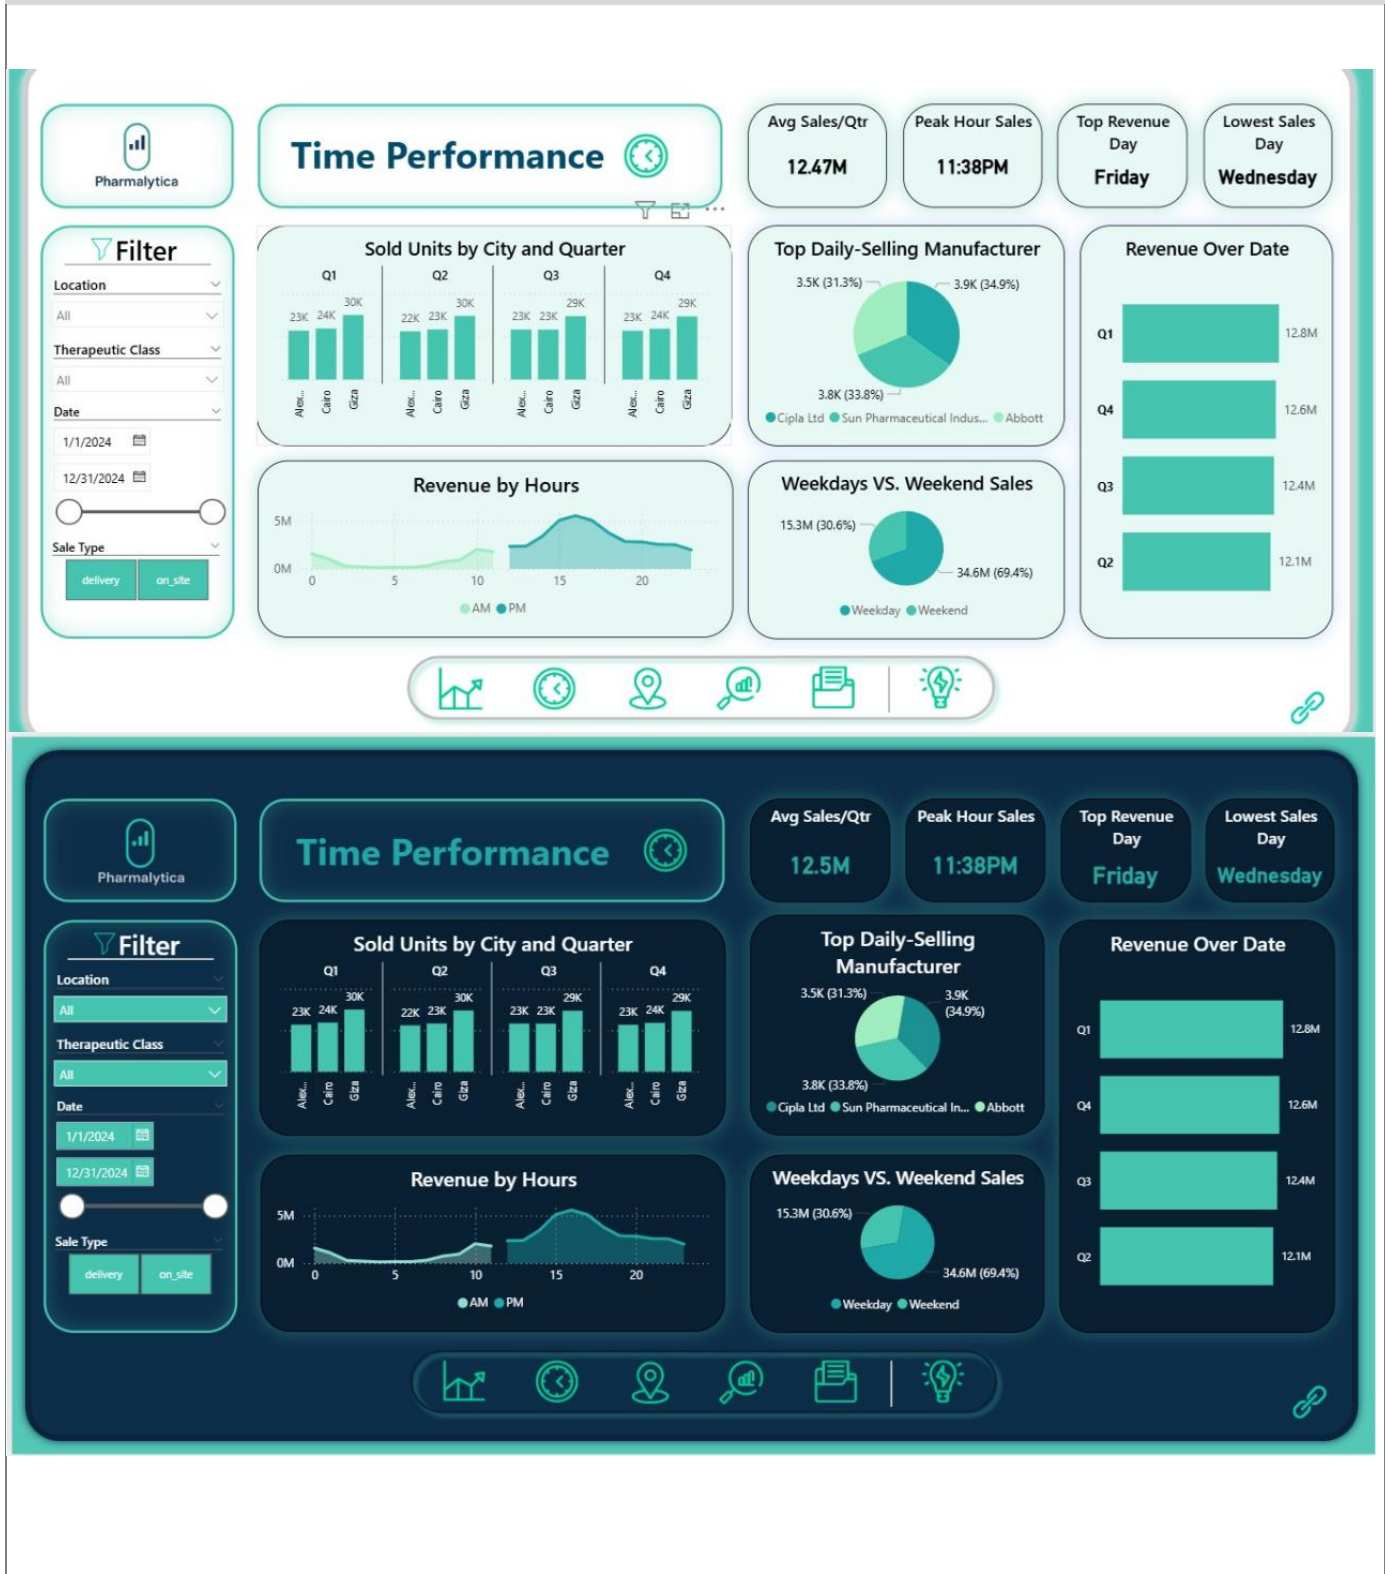 Pharmalytica
Time Performance
Avg Sales/Qtr
12.47M
Peak Hour Sales
11:38PM
Top Revenue
Day
Friday
Lowest Sales
Day
Wednesday
Filter
Location
All
Therapeutic Class
All
Date
1/1/2024
12/31/2024
Sale Type
delivery on_site
Sold Units by City and Quarter
Q1 Q2 Q3 Q4
23K 24K 30K 22K 23K 30K 23K 23K 29K 23K 24K 29K
Alex... Cairo Giza Alex... Cairo Giza Alex... Cairo Giza Alex... Cairo Giza
Top Daily-Selling Manufacturer
3.5K (31.3%) 3.9K (34.9%)
3.8K (33.8%)
Cipla Ltd Sun Pharmaceutical Indus... Abbott
Revenue Over Date
Q1 12.8M
Q4 12.6M
Q3 12.4M
Q2 12.1M
Revenue by Hours
5M
0M
0 5 10 15 20
AM PM
Weekdays VS. Weekend Sales
15.3M (30.6%)
34.6M (69.4%)
Weekday Weekend
Pharmalytica
Time Performance
Avg Sales/Qtr
12.5M
Peak Hour Sales
11:38PM
Top Revenue
Day
Friday
Lowest Sales
Day
Wednesday
Filter
Location
All
Therapeutic Class
All
Date
1/1/2024
12/31/2024
Sale Type
delivery on_site
Sold Units by City and Quarter
Q1 Q2 Q3 Q4
23K 24K 30K 22K 23K 30K 23K 23K 29K 23K 24K 29K
Alex... Cairo Giza Alex... Cairo Giza Alex... Cairo Giza Alex... Cairo Giza
Top Daily-Selling
Manufacturer
3.5K (31.3%) 3.9K
(34.9%)
3.8K (33.8%)
Cipla Ltd Sun Pharmaceutical In... Abbott
Revenue Over Date
Q1 12.8M
Q4 12.6M
Q3 12.4M
Q2 12.1M
Revenue by Hours
5M
0M
0 5 10 15 20
AM PM
Weekdays VS. Weekend Sales
15.3M (30.6%)
34.6M (69.4%)
Weekday Weekend